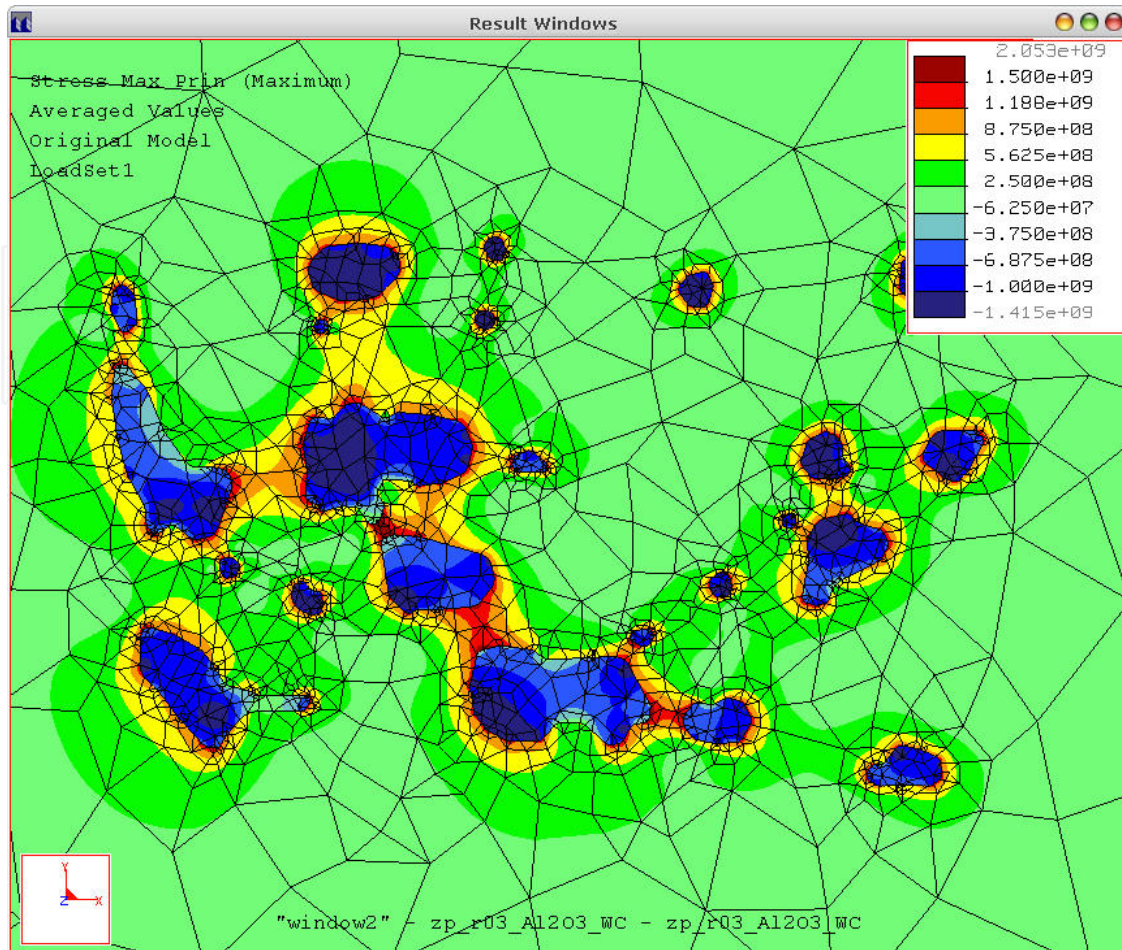 Result Windows
Stress Max Prin (Maximum)
Averaged Values
Original Model
LoadSet1
2.053e+09
1.500e+09
1.188e+09
8.750e+08
5.625e+08
2.500e+08
-6.250e+07
-3.750e+08
-6.875e+08
-1.000e+09
-1.415e+09
Y
Z X
"window2" - zp_r03_Al2O3_WC - zp_r03_Al2O3_WC